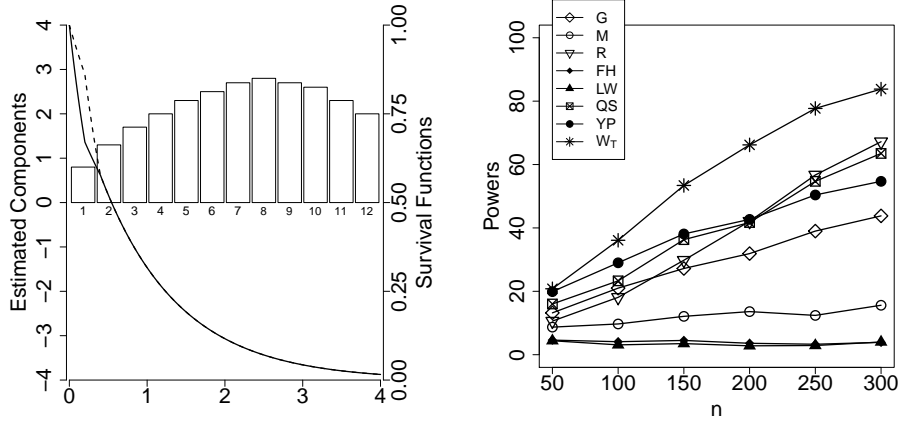 Estimated Components
4
3
2
1
0
−1
−2
−3
−4
1 2 3 4 5 6 7 8 9 10 11 12
0 1 2 3 4
1.00
0.75
0.50
0.25
0.00
Survival Functions
G
M
R
FH
LW
QS
YP
WT
Powers
100
80
60
40
20
0
50 100 150 200 250 300
n